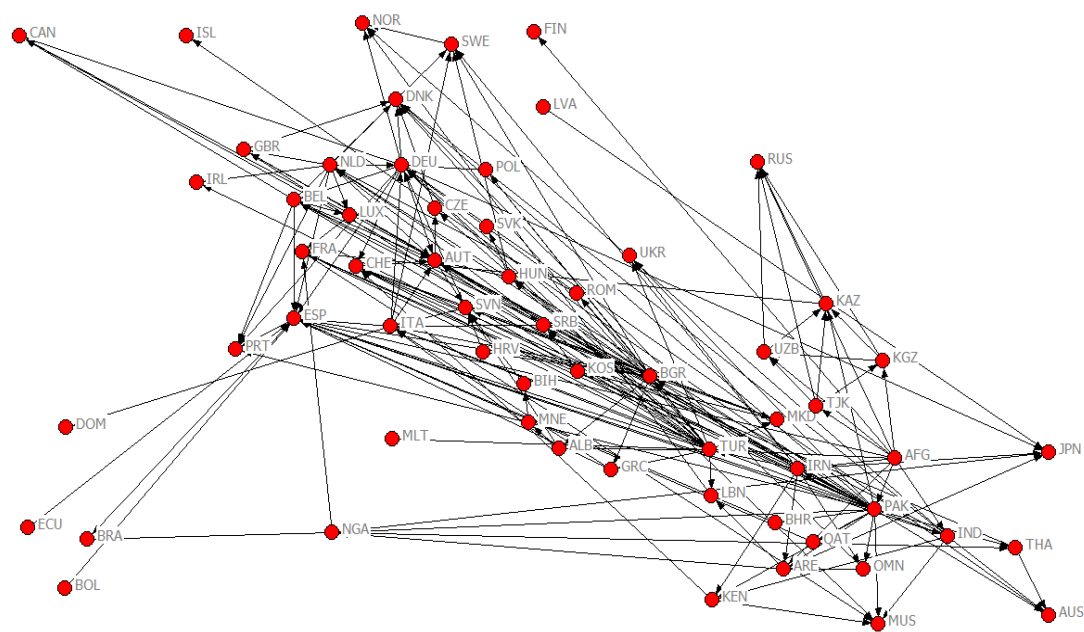 NOR
FIN
CAN
ISL
SWE
DNK
LVA
GBR
NLD
DEU
POL
RUS
IRL
BEL
LUX
CZE
SVK
FRA
CHE
AUT
UKR
HUN
ROM
KAZ
SVN
ESP
ITA
SRB
PRT
HRV
UZB
KGZ
KOS
BGR
BIH
TJK
MKD
DOM
MNE
MLT
ALB
TUR
AFG
JPN
GRC
IRN
LBN
PAK
ECU
BRA
NGA
BHR
QAT
IND
THA
BOL
ARE
OMN
KEN
MUS
AUS